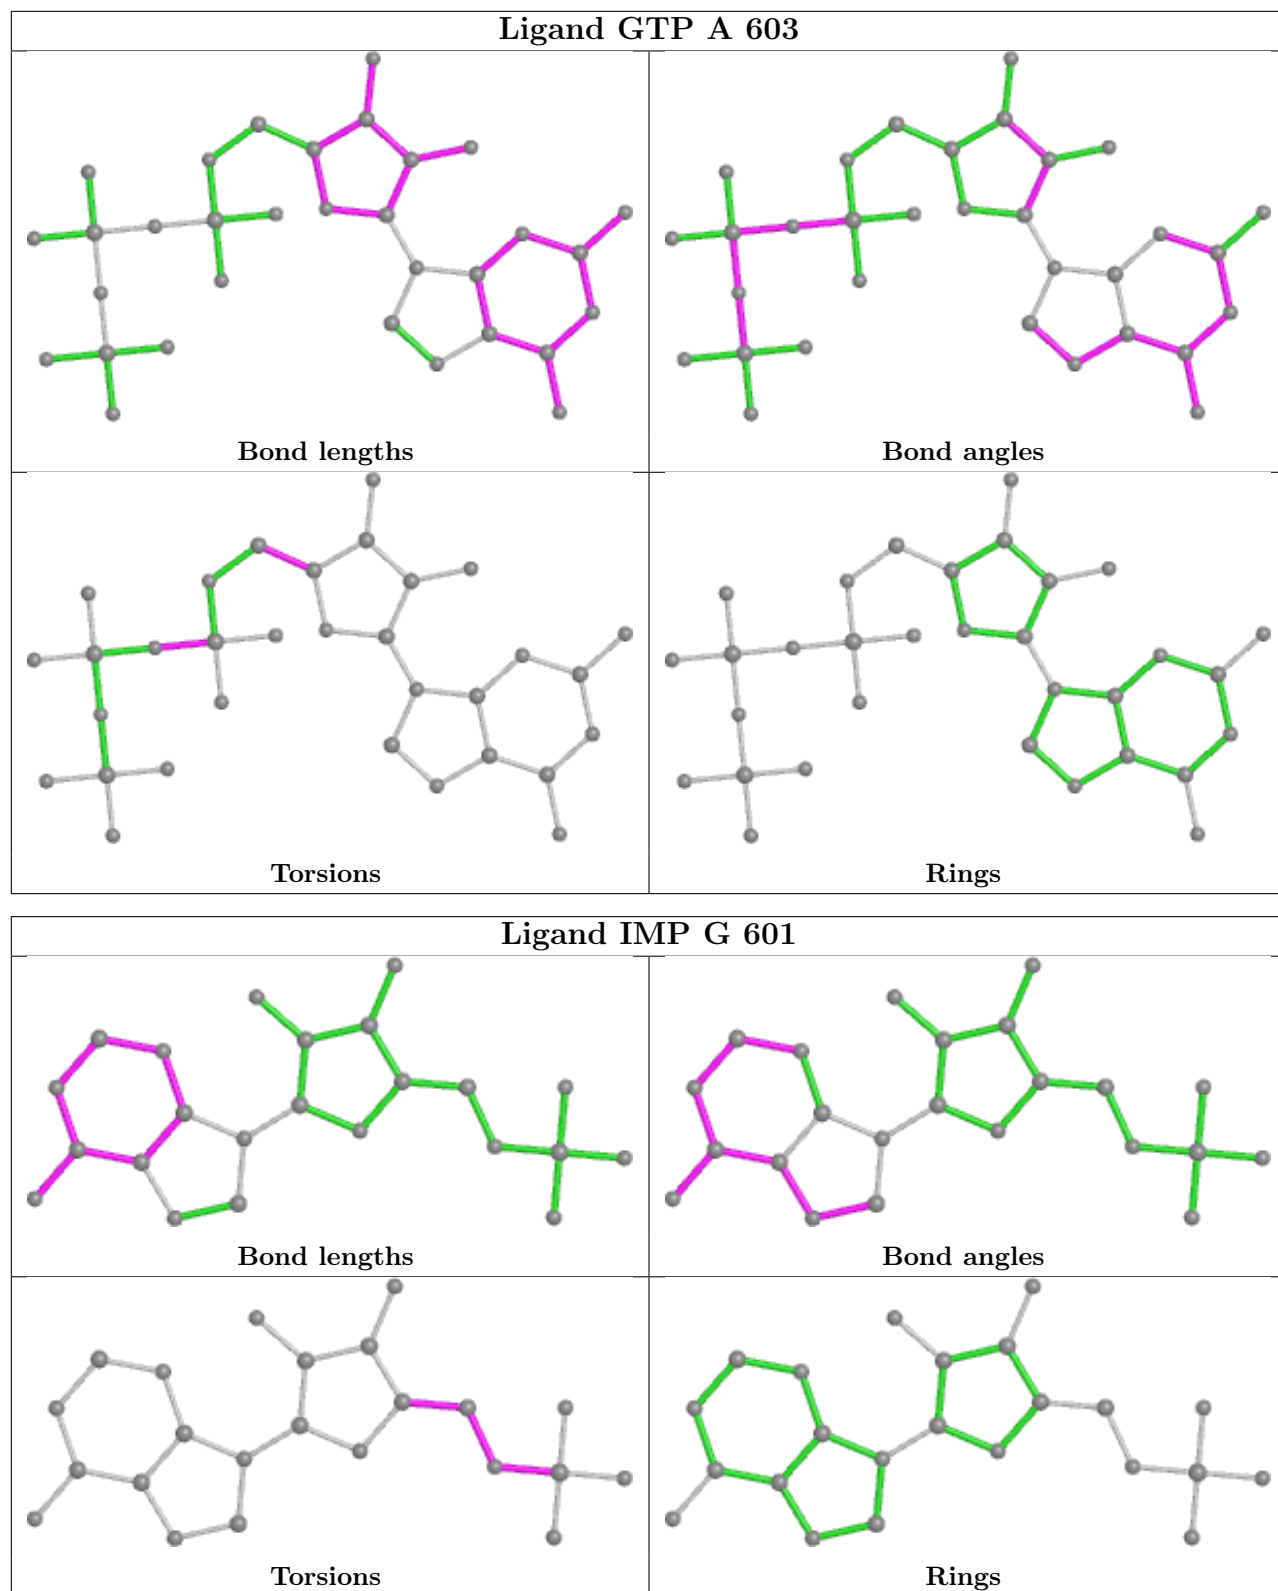 Ligand GTP A 603
Bond lengths
Bond angles
Torsions
Rings
Ligand IMP G 601
Bond lengths
Bond angles
Torsions
Rings